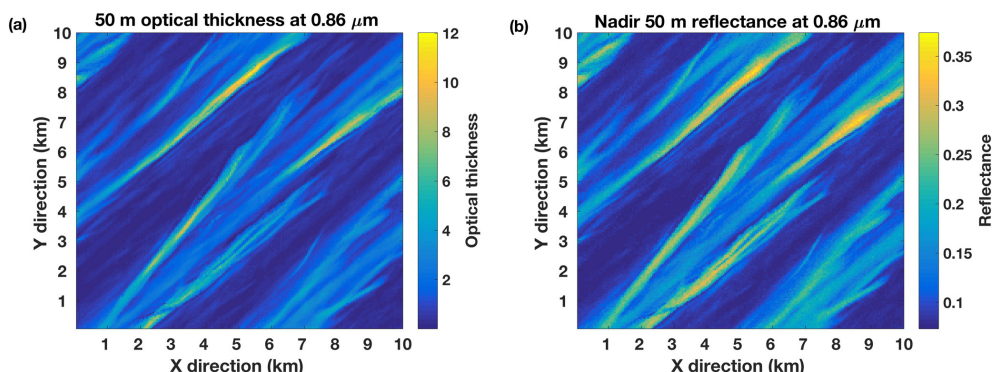 (a)
50 m optical thickness at 0.86 μm
10
9
8
7
6
5
4
3
2
1
Y direction (km)
1 2 3 4 5 6 7 8 9 10
X direction (km)
12
10
8
6
4
2
Optical thickness
(b)
Nadir 50 m reflectance at 0.86 μm
10
9
8
7
6
5
4
3
2
1
Y direction (km)
1 2 3 4 5 6 7 8 9 10
X direction (km)
0.35
0.3
0.25
0.2
0.15
0.1
Reflectance